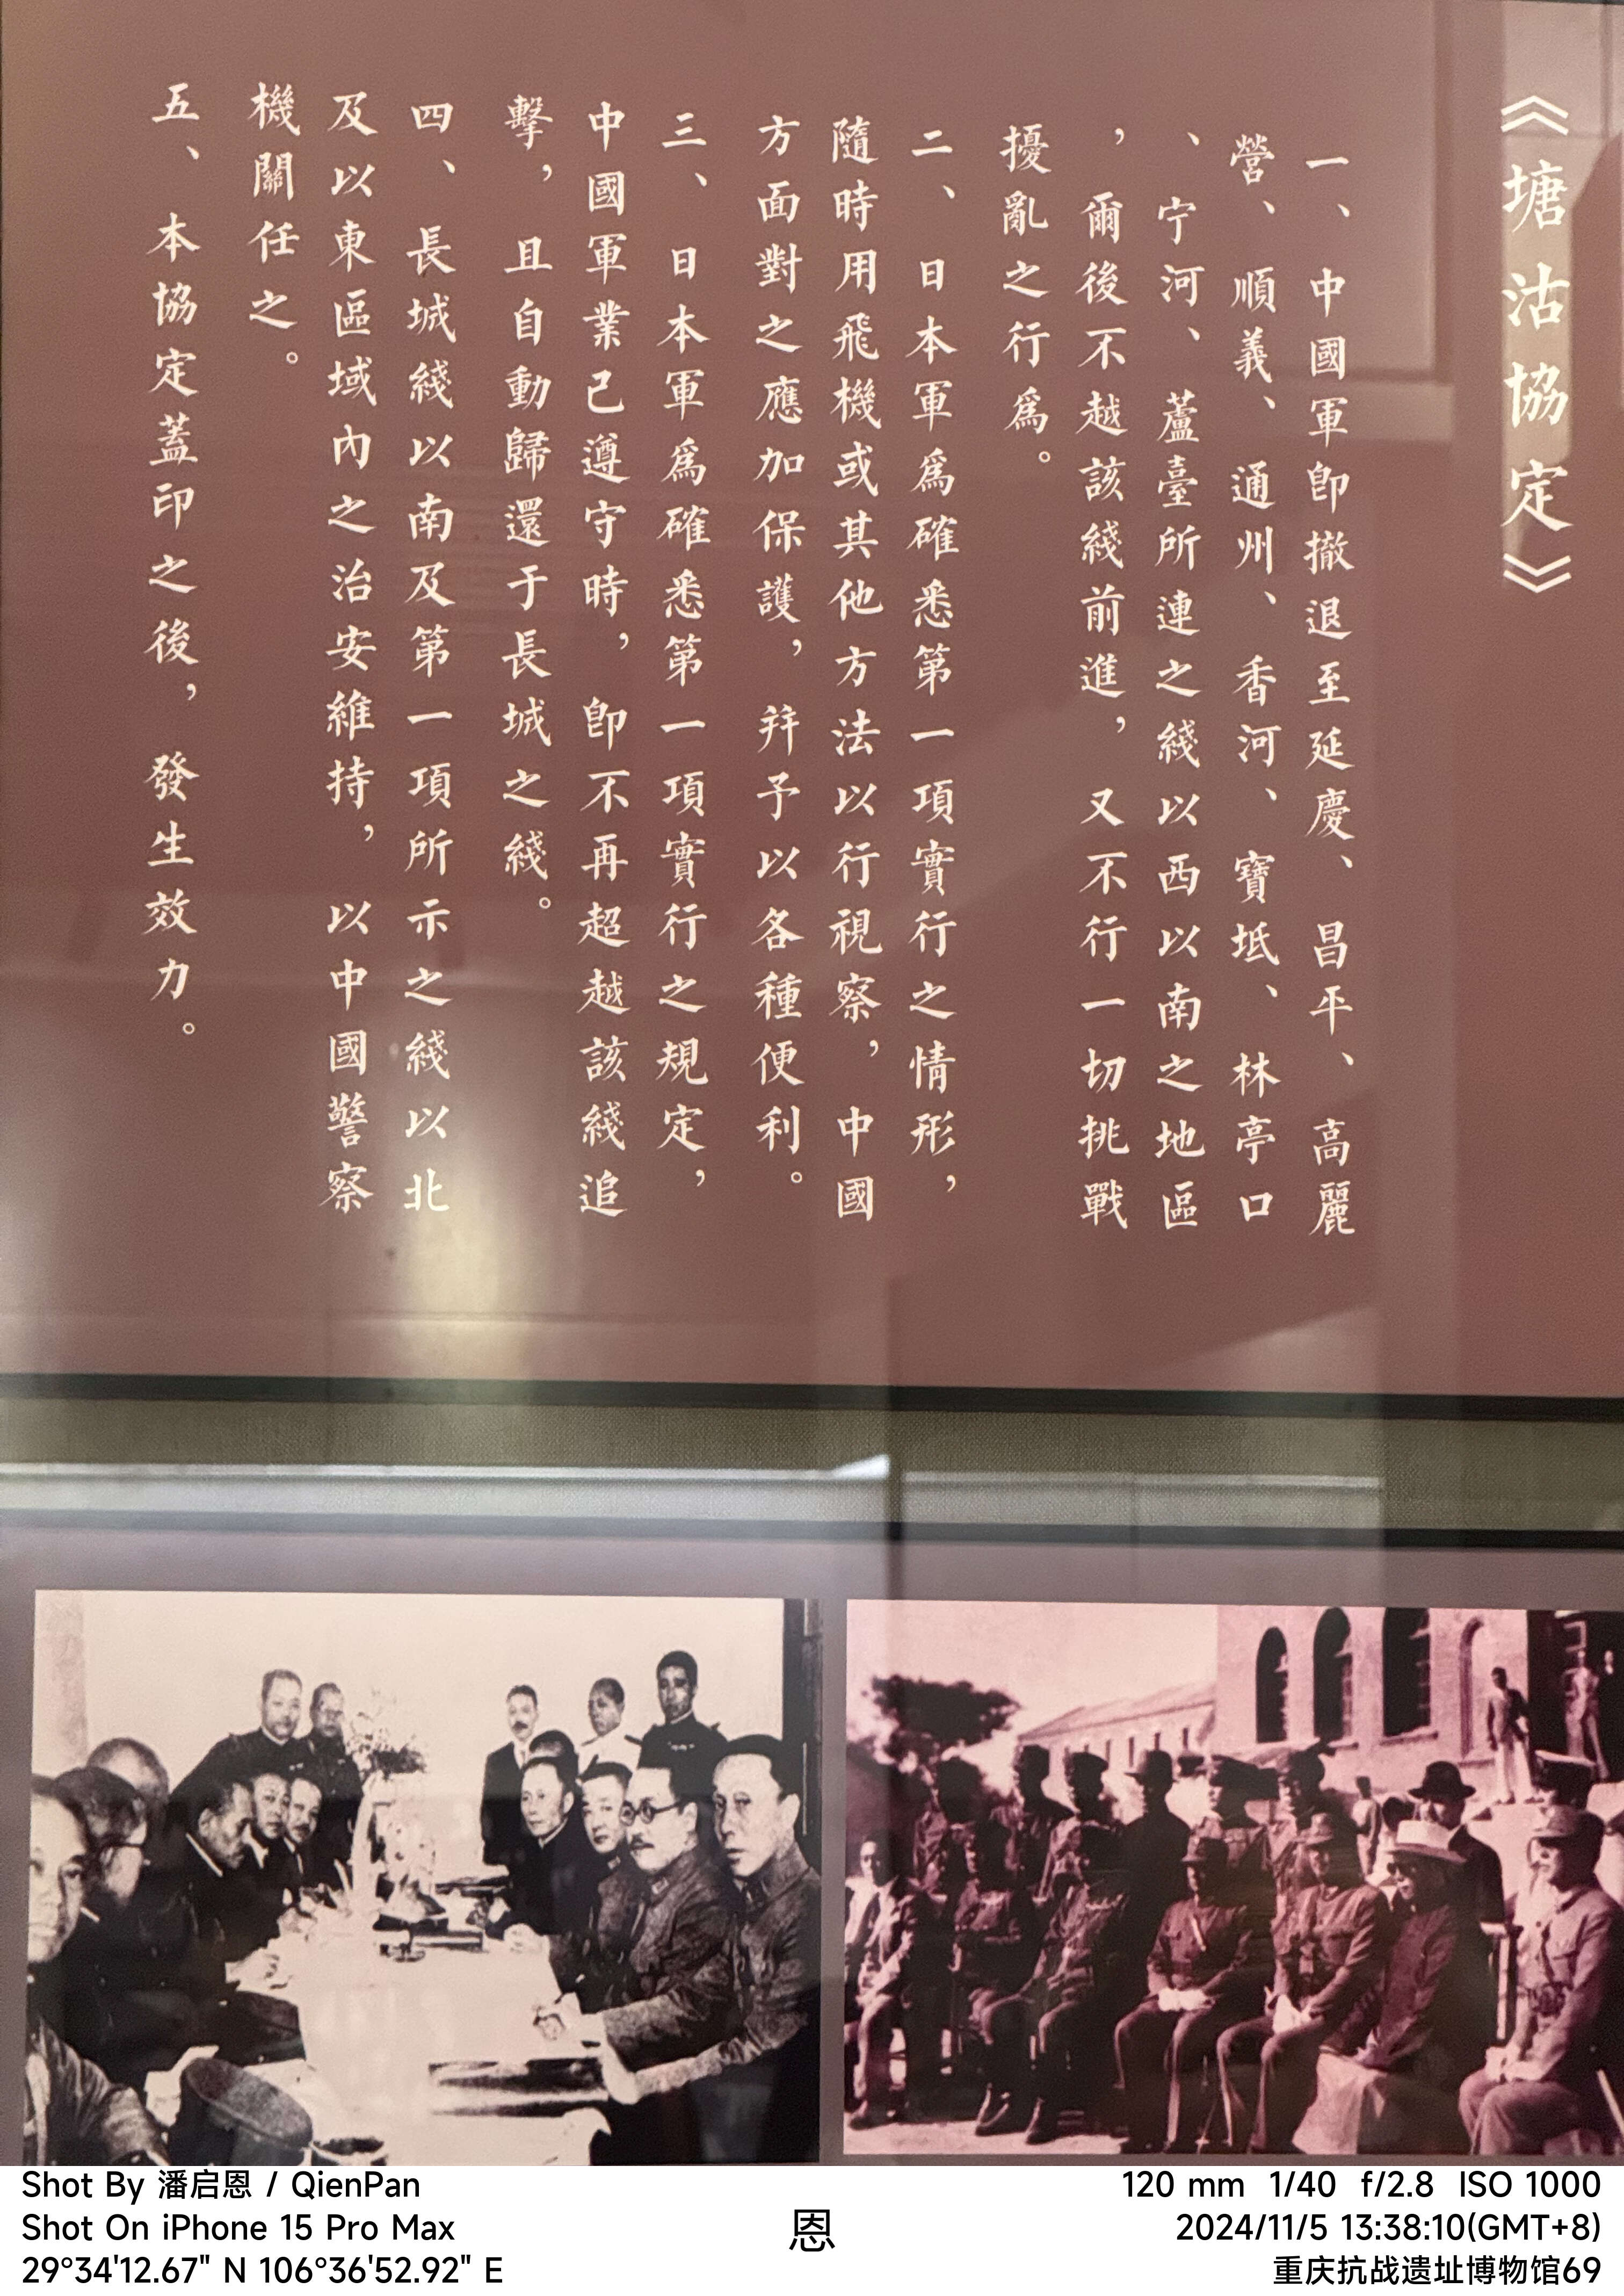 《塘沽協定》
一、中國軍卽撤退至延慶、昌平、高麗
營、順義、通州、香河、寶坻、林亭口
、宁河、蘆臺所連之綫以西以南之地區
，爾後不越該綫前進，又不行一切挑戰
擾亂之行爲。
二、日本軍爲確悉第一項實行之情形，
隨時用飛機或其他方法以行視察，中國
方面對之應加保護，幷予以各種便利。
三、日本軍爲確悉第一項實行之規定，
中國軍業已遵守時，卽不再超越該綫追
擊，且自動歸還于長城之綫。
四、長城綫以南及第一項所示之綫以北
及以東區域內之治安維持，以中國警察
機關任之。
五、本協定蓋印之後，發生效力。
Shot By 潘启恩 / QienPan
Shot On iPhone 15 Pro Max
29°34'12.67" N 106°36'52.92" E
恩
120 mm 1/40 f/2.8 ISO 1000
2024/11/5 13:38:10(GMT+8)
重庆抗战遗址博物馆69